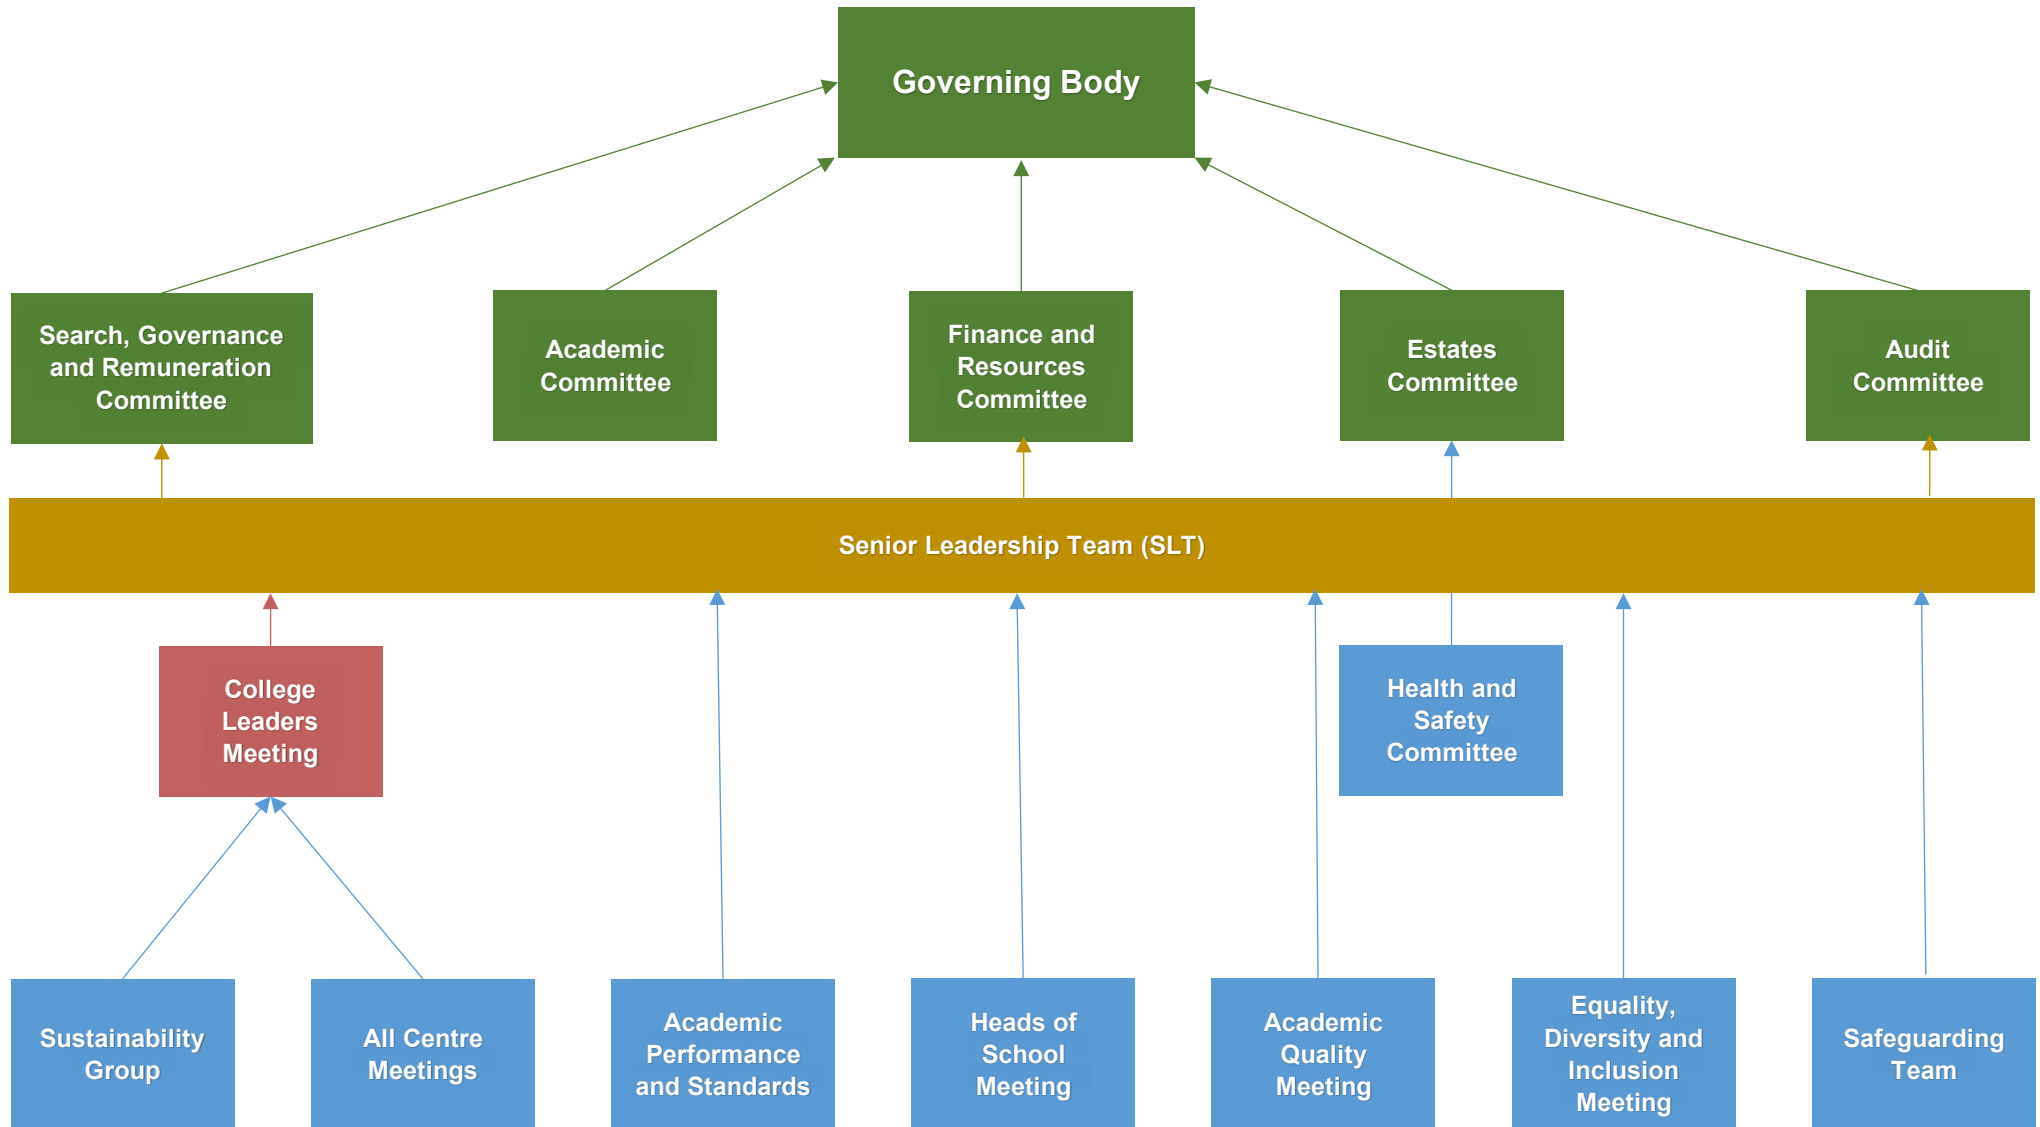 Governing Body
Search, Governance
and Remuneration
Committee
Academic
Committee
Finance and
Resources
Committee
Estates
Committee
Audit
Committee
Senior Leadership Team (SLT)
College
Leaders
Meeting
Health and
Safety
Committee
Sustainability
Group
All Centre
Meetings
Academic
Performance
and Standards
Heads of
School
Meeting
Academic
Quality
Meeting
Equality,
Diversity and
Inclusion
Meeting
Safeguarding
Team